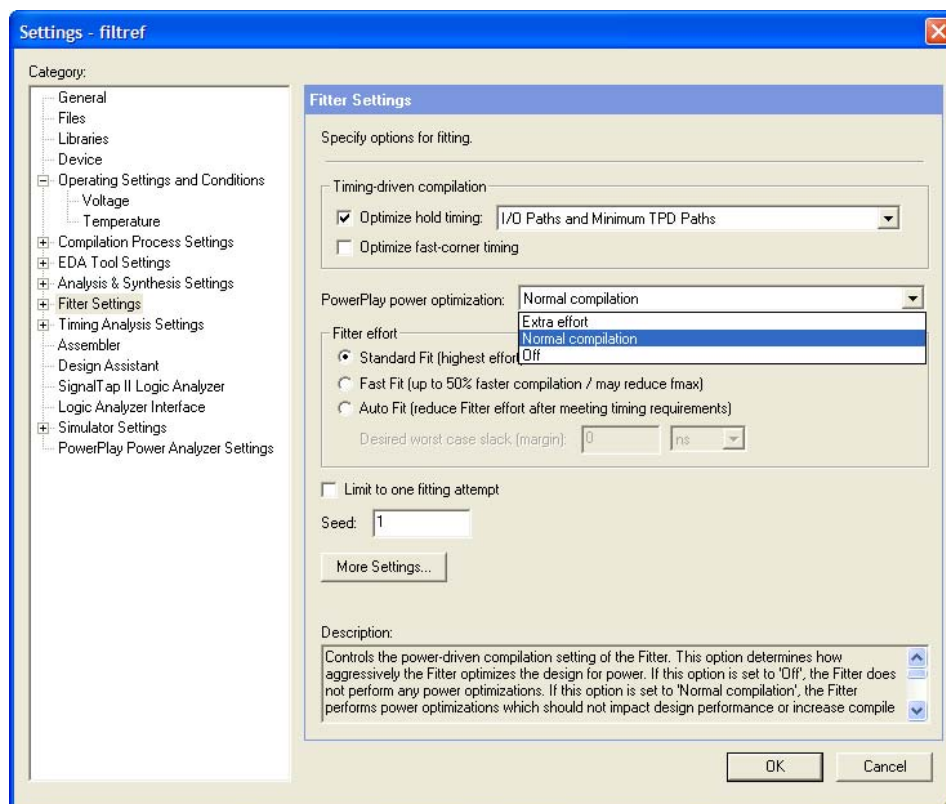 Settings - filtref
Category:
General
Files
Libraries
Device
Operating Settings and Conditions
Voltage
Temperature
Compilation Process Settings
EDA Tool Settings
Analysis & Synthesis Settings
Fitter Settings
Timing Analysis Settings
Assembler
Design Assistant
SignalTap II Logic Analyzer
Logic Analyzer Interface
Simulator Settings
PowerPlay Power Analyzer Settings
Fitter Settings
Specify options for fitting.
Timing-driven compilation
Optimize hold timing: I/O Paths and Minimum TPD Paths
Optimize fast-corner timing
PowerPlay power optimization: Normal compilation
Extra effort
Normal compilation
Off
Fitter effort
Standard Fit (highest effort
Fast Fit (up to 50% faster compilation / may reduce fmax)
Auto Fit (reduce Fitter effort after meeting timing requirements)
Desired worst case slack (margin): 0 ns
Limit to one fitting attempt
Seed: 1
More Settings...
Description:
Controls the power-driven compilation setting of the Fitter. This option determines how
aggressively the Fitter optimizes the design for power. If this option is set to 'Off', the Fitter does
not perform any power optimizations. If this option is set to 'Normal compilation', the Fitter
performs power optimizations which should not impact design performance or increase compile
OK Cancel